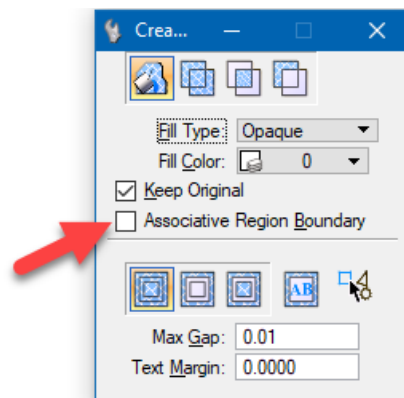 Crea...
Fill Type: Opaque
Fill Color: 0
Keep Original
Associative Region Boundary
AB
Max Gap: 0.01
Text Margin: 0.0000